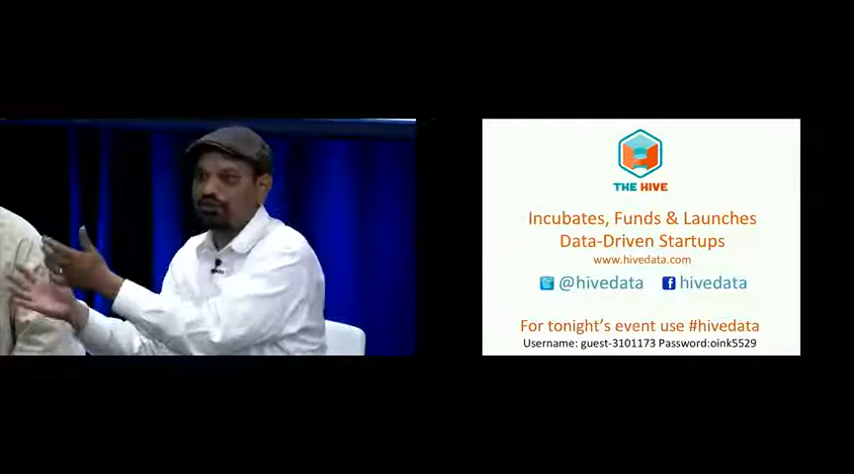 THE HIVE
Incubates, Funds & Launches
Data-Driven Startups
www.hivedata.com
@hivedata hivedata
For tonight's event use #hivedata
Username: guest-3101173 Password:oink5529